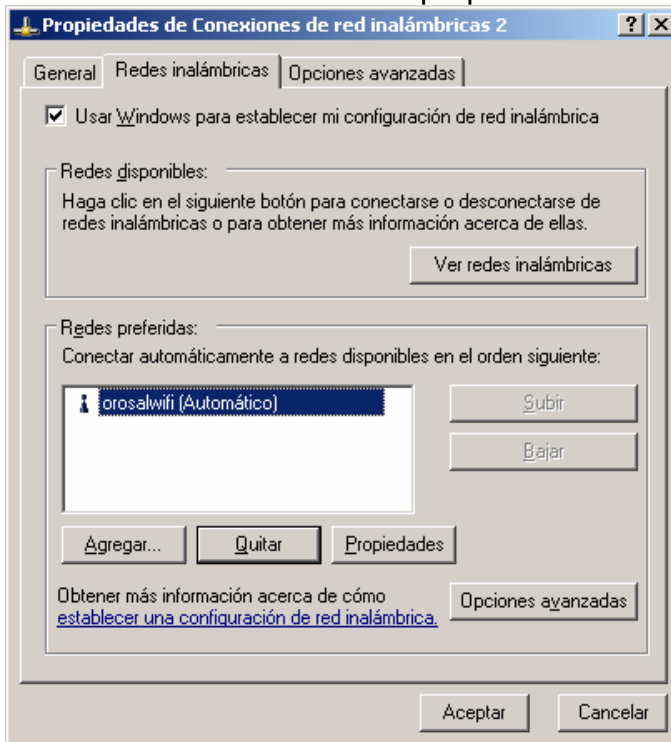 Propiedades de Conexiones de red inalámbricas 2
General
Redes inalámbricas
Opciones avanzadas
Usar Windows para establecer mi configuración de red inalámbrica
Redes disponibles:
Haga clic en el siguiente botón para conectarse o desconectarse de
redes inalámbricas o para obtener más información acerca de ellas.
Ver redes inalámbricas
Redes preferidas:
Conectar automáticamente a redes disponibles en el orden siguiente:
orosalwifi (Automático)
Subir
Bajar
Agregar...
Quitar
Propiedades
Obtener más información acerca de cómo
establecer una configuración de red inalámbrica.
Opciones avanzadas
Aceptar
Cancelar